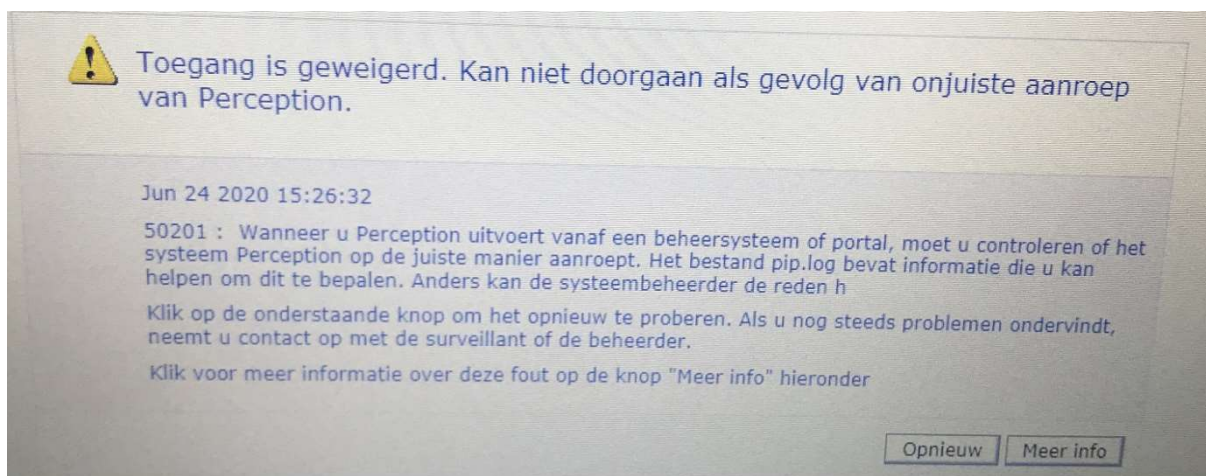 Toegang is geweigerd. Kan niet doorgaan als gevolg van onjuiste aanroep
van Perception.
Jun 24 2020 15:26:32
50201 : Wanneer u Perception uitvoert vanaf een beheersysteem of portal, moet u controleren of het
systeem Perception op de juiste manier aanroept. Het bestand pip.log bevat informatie die u kan
helpen om dit te bepalen. Anders kan de systeembeheerder de reden h
Klik op de onderstaande knop om het opnieuw te proberen. Als u nog steeds problemen ondervindt,
neemt u contact op met de surveillant of de beheerder.
Klik voor meer informatie over deze fout op de knop "Meer info" hieronder
Opnieuw Meer info